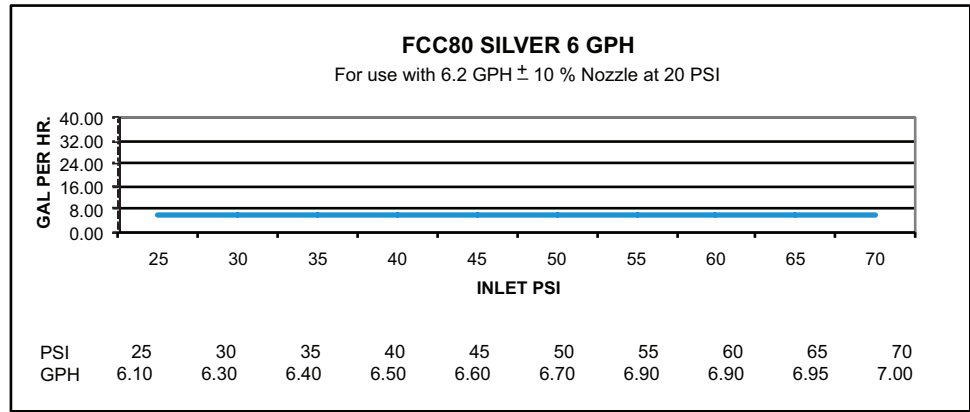 FCC80 SILVER 6 GPH
For use with 6.2 GPH ± 10 % Nozzle at 20 PSI
GAL PER HR.
40.00
32.00
24.00
16.00
8.00
0.00
25 30 35 40 45 50 55 60 65 70
INLET PSI
PSI 25 30 35 40 45 50 55 60 65 70
GPH 6.10 6.30 6.40 6.50 6.60 6.70 6.90 6.90 6.95 7.00